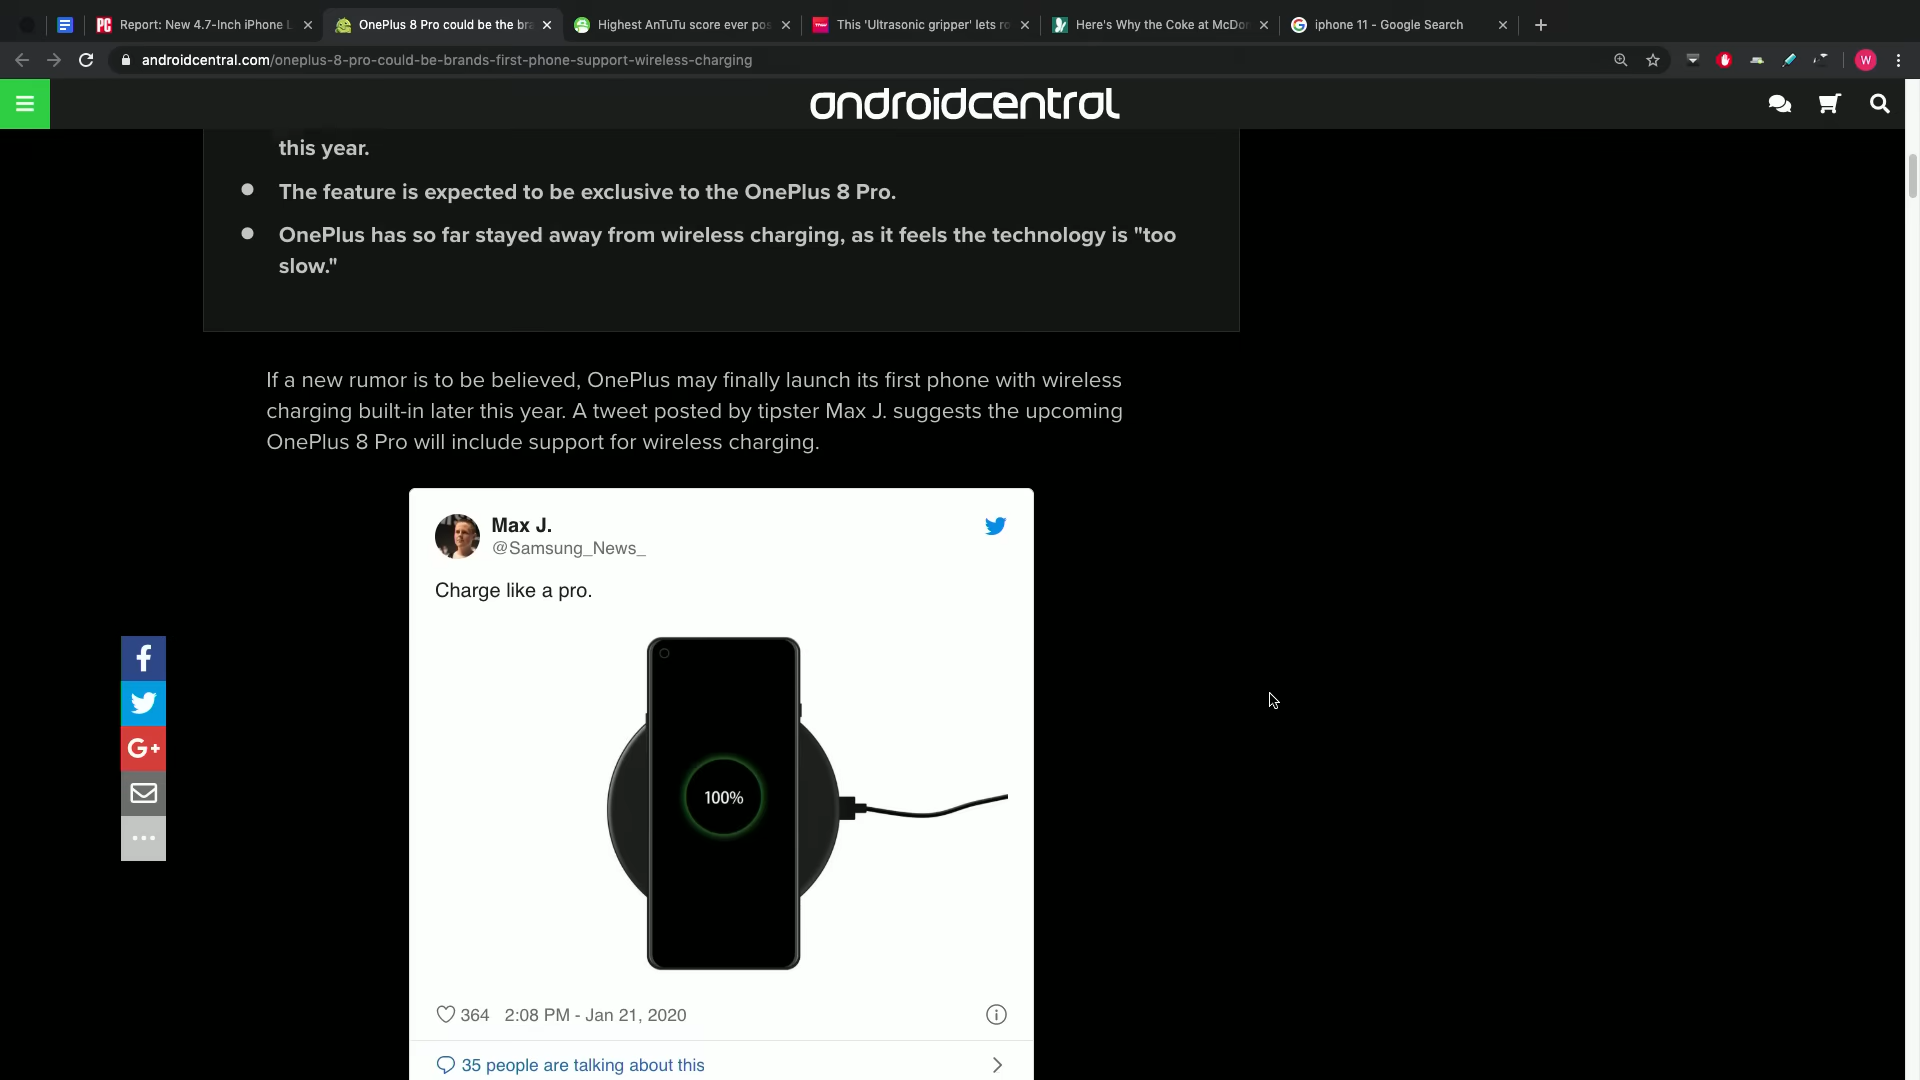 Report: New 4.7-Inch iPhone L
OnePlus 8 Pro could be the bra
Highest AnTuTu score ever pos
This 'Ultrasonic gripper' lets ro
Here's Why the Coke at McDon
iphone 11 - Google Search
androidcentral.com/oneplus-8-pro-could-be-brands-first-phone-support-wireless-charging
W
androidcentral
this year.
The feature is expected to be exclusive to the OnePlus 8 Pro.
OnePlus has so far stayed away from wireless charging, as it feels the technology is "too
slow."
If a new rumor is to be believed, OnePlus may finally launch its first phone with wireless
charging built-in later this year. A tweet posted by tipster Max J. suggests the upcoming
OnePlus 8 Pro will include support for wireless charging.
Max J.
@Samsung_News_
Charge like a pro.
100%
364 2:08 PM - Jan 21, 2020
35 people are talking about this